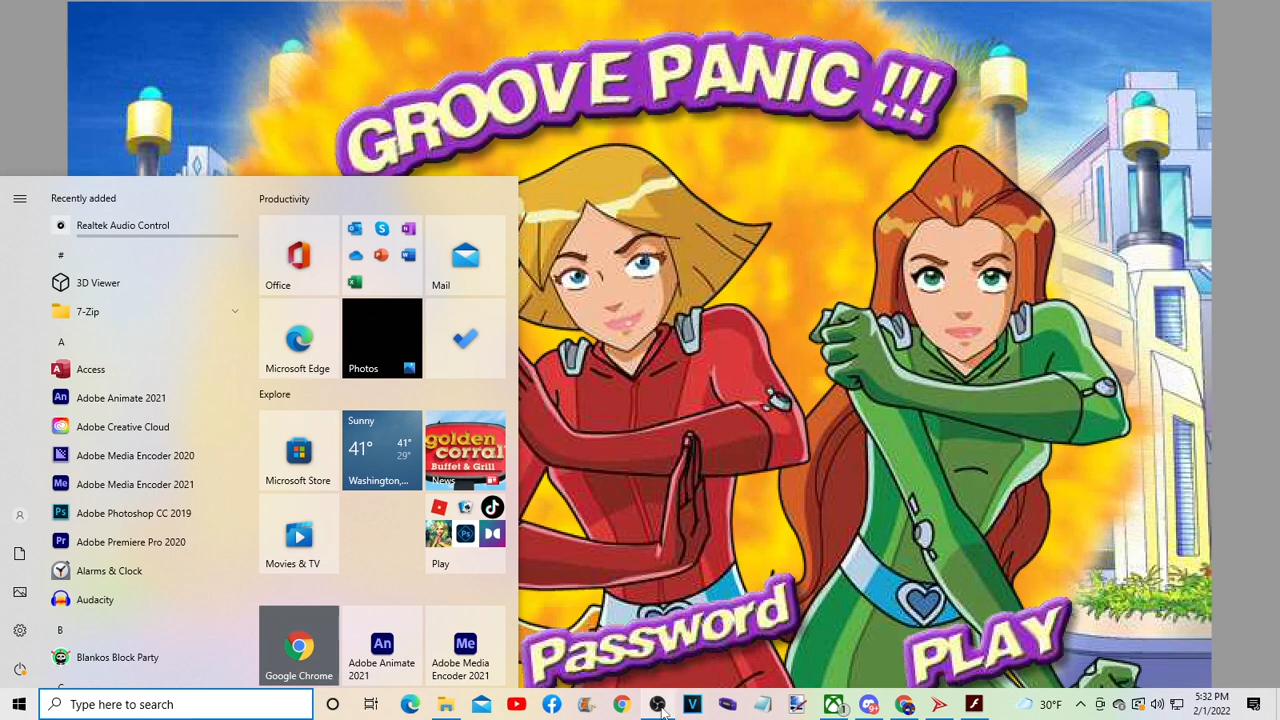 GROOVE PANIC !!!
Password
PLAY
Recently added
Realtek Audio Control
#
3D Viewer
7-Zip
A
Access
Adobe Animate 2021
Adobe Creative Cloud
Adobe Media Encoder 2020
Adobe Media Encoder 2021
Adobe Photoshop CC 2019
Adobe Premiere Pro 2020
Alarms & Clock
Audacity
B
Blankos Block Party
Productivity
Office
Mail
Microsoft Edge
Photos
Explore
Microsoft Store
Sunny
41°
41°
29°
Washington,...
golden
corral
Buffet & Grill
News
Movies & TV
Play
Google Chrome
An
Adobe Animate
2021
Me
Adobe Media
Encoder 2021
Type here to search
30°F
5:32 PM
2/1/2022